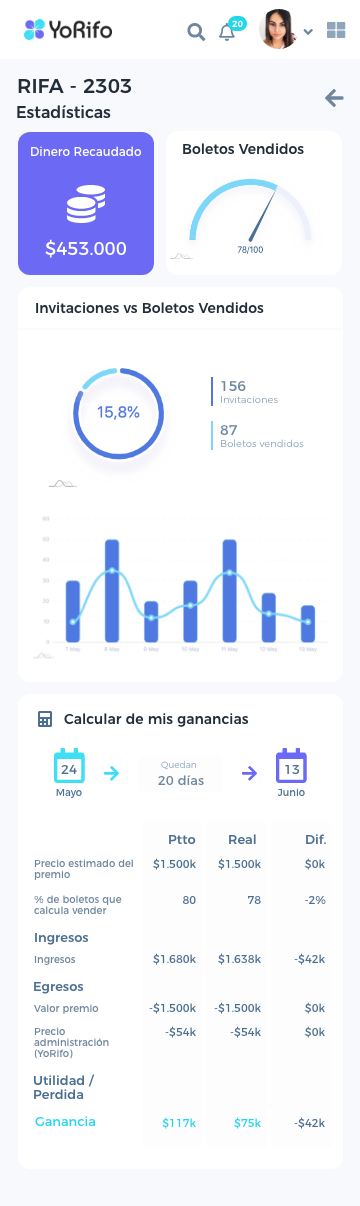 YoRifo
20
RIFA - 2303
Estadísticas
Dinero Recaudado
$453.000
Boletos Vendidos
78/100
Invitaciones vs Boletos Vendidos
15,8%
156
Invitaciones
87
Boletos vendidos
60
50
40
30
20
10
0
7 May 8 May 9 May 10 May 11 May 12 May 13 May
Calcular de mis ganancias
24
Mayo
Quedan
20 días
13
Junio
Ptto Real Dif.
Precio estimado del premio $1.500k $1.500k $0k
% de boletos que calcula vender 80 78 -2%
Ingresos
Ingresos $1.680k $1.638k -$42k
Egresos
Valor premio -$1.500k -$1.500k $0k
Precio administración (YoRifo) -$54k -$54k $0k
Utilidad / Perdida
Ganancia $117k $75k -$42k